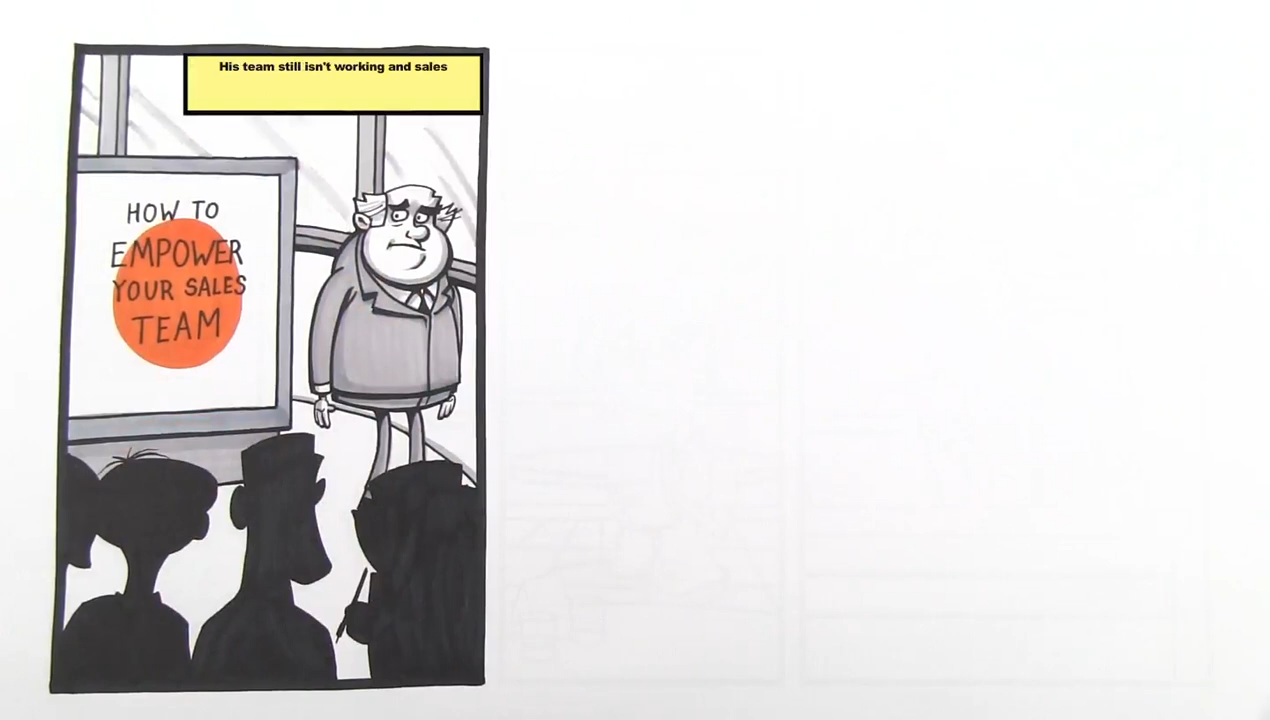 His team still isn't working and sales
HOW TO
EMPOWER
YOUR SALES
TEAM